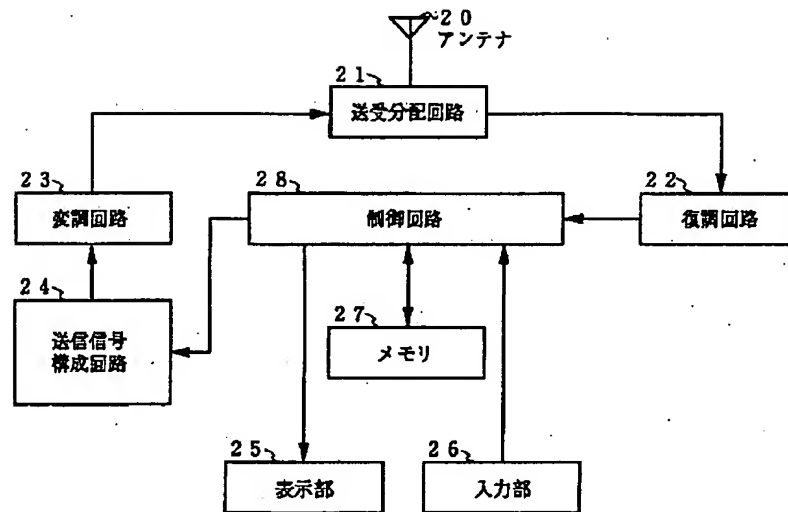 20
アンテナ
21
送受分配回路
23
変調回路
28
制御回路
22
復調回路
24
送信信号
構成回路
27
メモリ
25
表示部
26
入力部